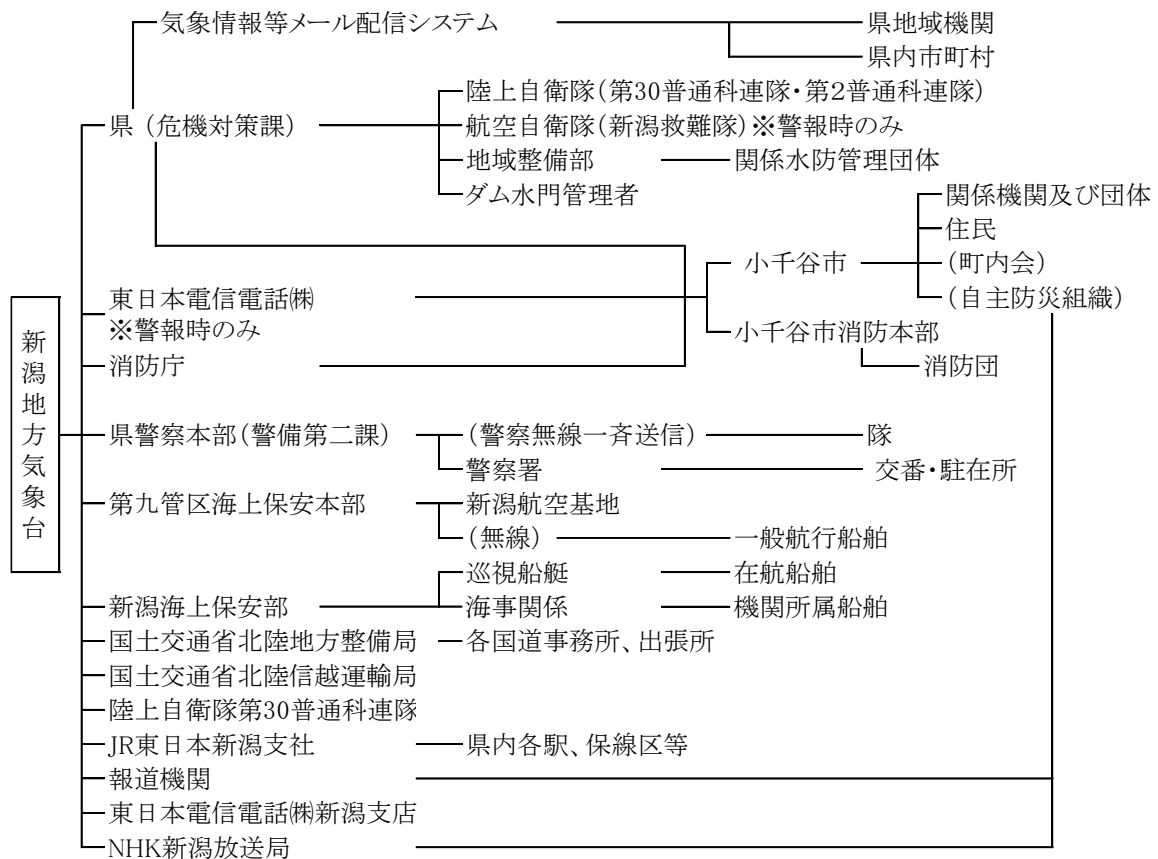 気象情報等メール配信システム
県地域機関
県内市町村
陸上自衛隊(第30普通科連隊・第2普通科連隊)
県 (危機対策課)
航空自衛隊(新潟救難隊)※警報時のみ
地域整備部
関係水防管理団体
ダム水門管理者
関係機関及び団体
住民
小千谷市
(町内会)
東日本電信電話㈱
(自主防災組織)
※警報時のみ
小千谷市消防本部
消防庁
消防団
新潟地方気象台
県警察本部(警備第二課)
(警察無線一斉送信)
隊
警察署
交番・駐在所
第九管区海上保安本部
新潟航空基地
(無線)
一般航行船舶
巡視船艇
在航船舶
新潟海上保安部
海事関係
機関所属船舶
国土交通省北陸地方整備局
各国道事務所、出張所
国土交通省北陸信越運輸局
陸上自衛隊第30普通科連隊
JR東日本新潟支社
県内各駅、保線区等
報道機関
東日本電信電話㈱新潟支店
NHK新潟放送局